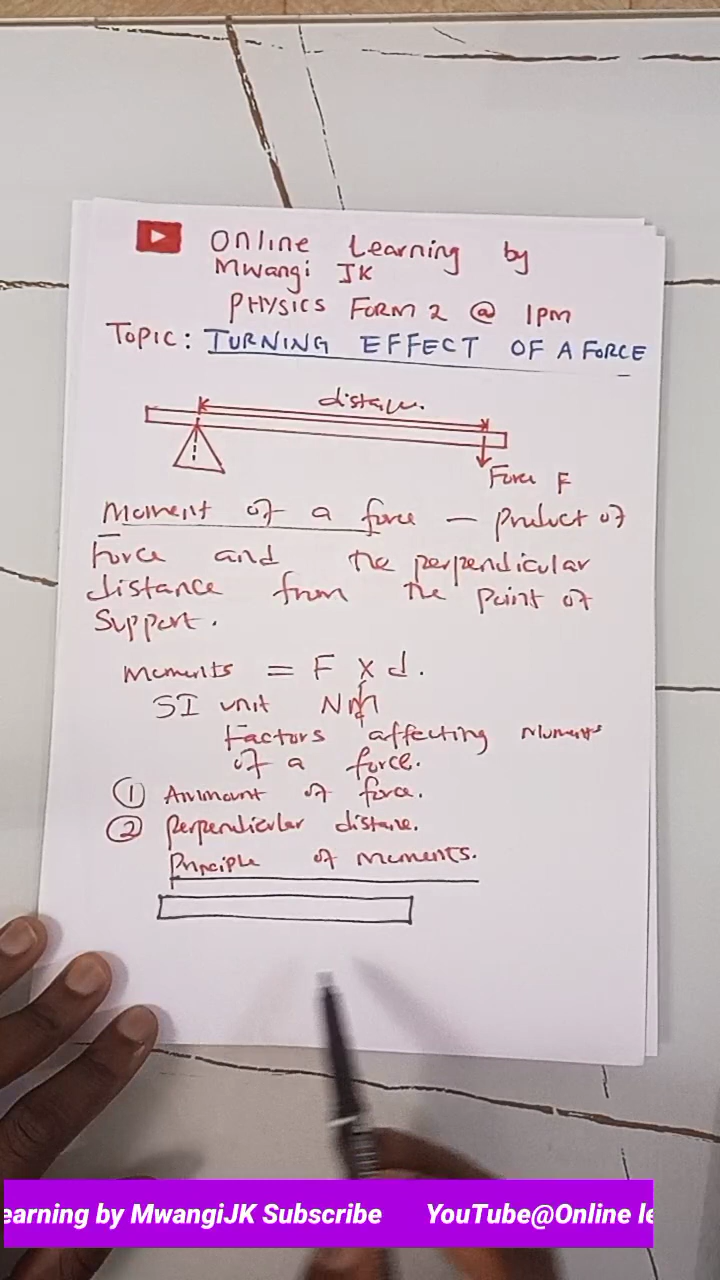 Online Learning by
Mwangi JK
PHYSICS FORM 2 @ 1pm
TOPIC: TURNING EFFECT OF A FORCE
distance.
Force F
Moment of a force – product of
Force and the perpendicular
distance from the point of
support.
Moments = F x d.
SI unit Nm
Factors affecting Moments
of a force.
① Ammount of force.
② Perpendicular distance.
Principle of moments.
earning by MwangiJK Subscribe YouTube@Online le